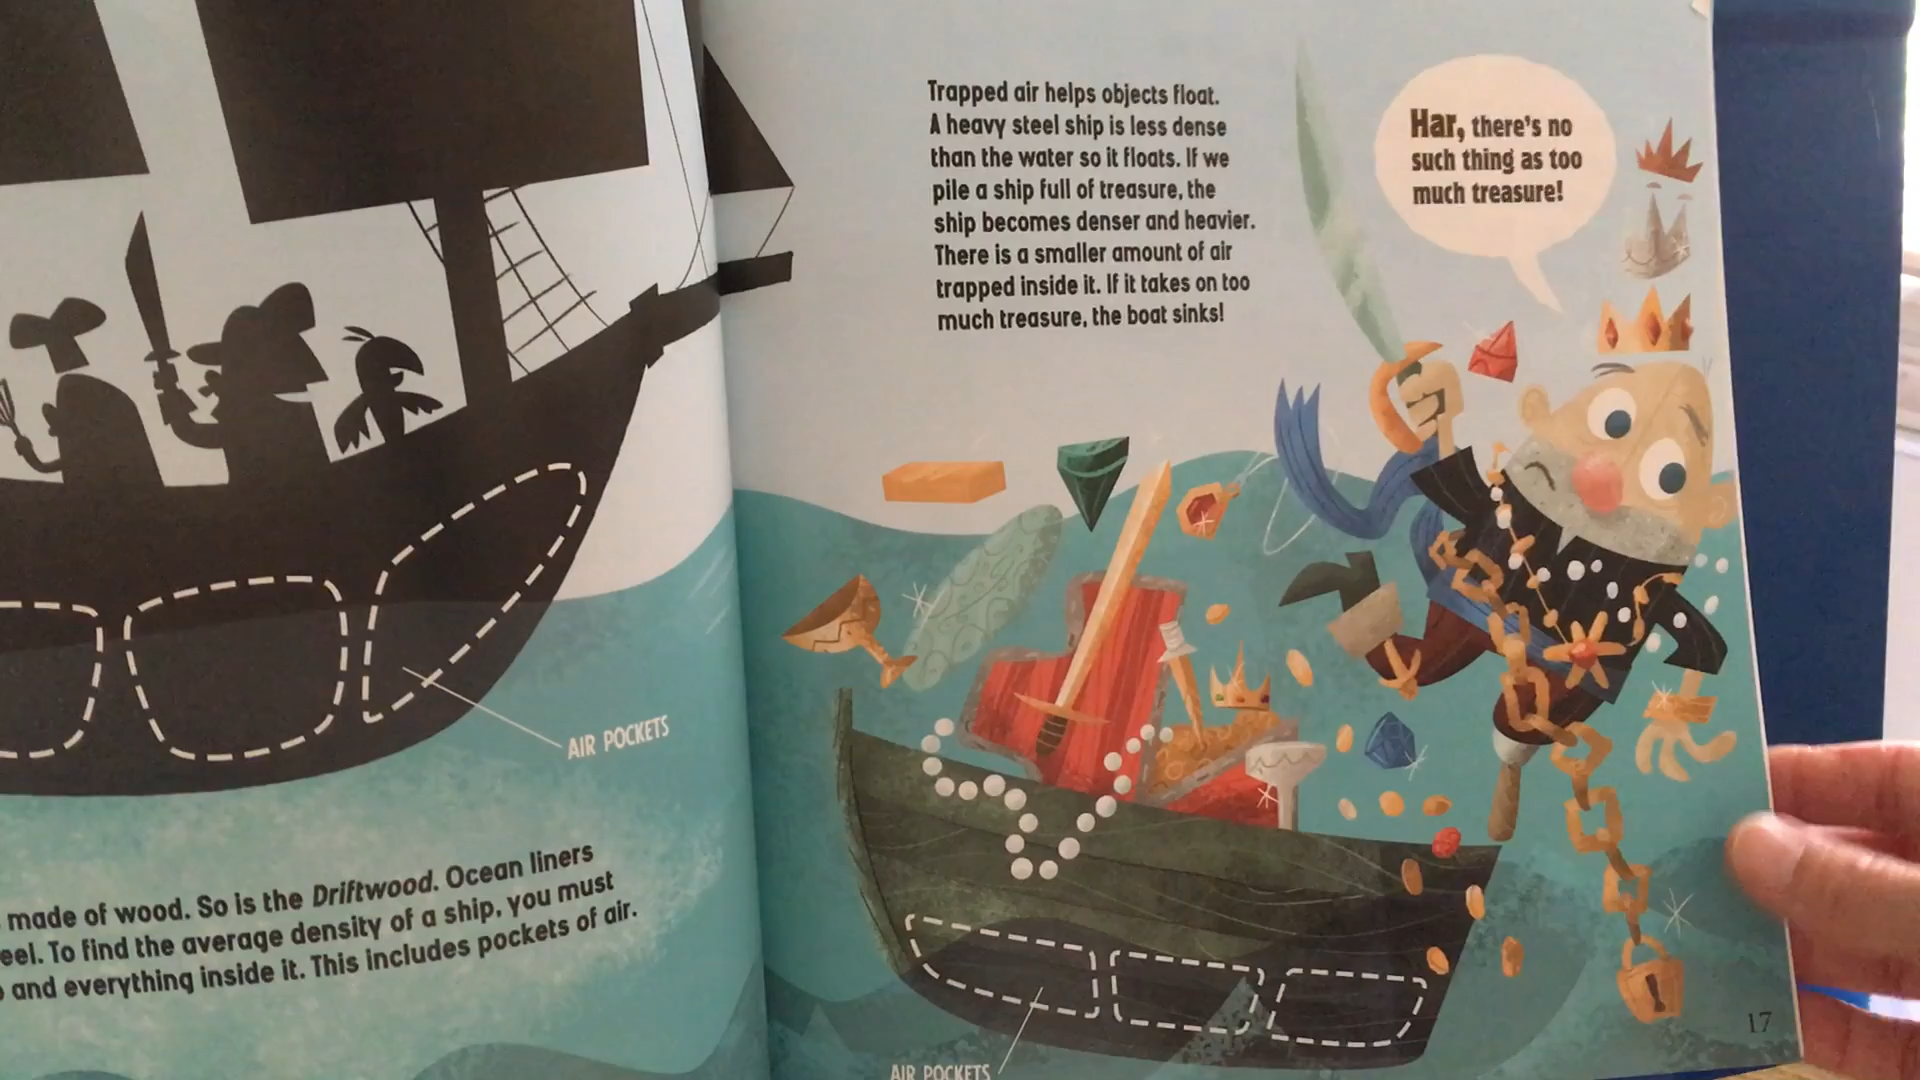 AIR POCKETS
made of wood. So is the Driftwood. Ocean liners
To find the average density of a ship, you must
and everything inside it. This includes pockets of air.
Trapped air helps objects float.
A heavy steel ship is less dense
than the water so it floats. If we
pile a ship full of treasure, the
ship becomes denser and heavier.
There is a smaller amount of air
trapped inside it. If it takes on too
much treasure, the boat sinks!
Har, there's no
such thing as too
much treasure!
AIR POCKETS
17